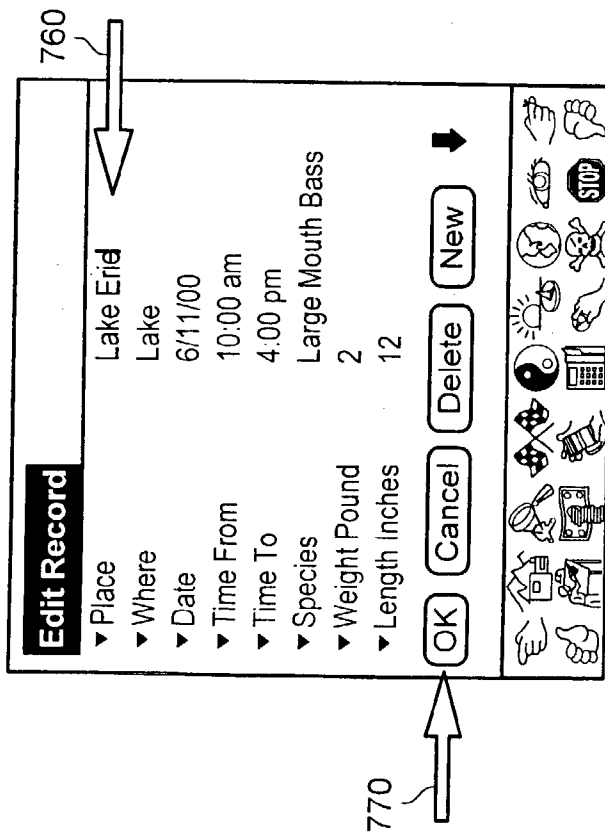 760
Edit Record
Place Lake Erid
Where Lake
Date 6/11/00
Time From 10:00 am
Time To 4:00 pm
Species Large Mouth Bass
Weight Pound 2
Length Inches 12
OK Cancel Delete New
770
STOP